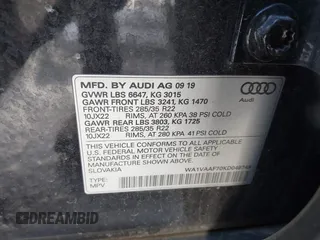 MFD. BY AUDI AG 09 19
GVWR LBS 6647, KG 3015
GAWR FRONT LBS 3241, KG 1470
FRONT-TIRES 285/35 R22
10JX22 RIMS, AT 260 KPA 38 PSI COLD
GAWR REAR LBS 3803, KG 1725
REAR-TIRES 285/35 R22
10JX22 RIMS, AT 280 KPA 41 PSI COLD
THIS VEHICLE CONFORMS TO ALL APPLICABLE
FEDERAL MOTOR VEHICLE SAFETY
STANDARDS IN EFFECT ON THE DATE OF
MANUFACTURE SHOWN ABOVE.
TYPE:
MPV
SLOVAKIA
Audi
DREAMBID